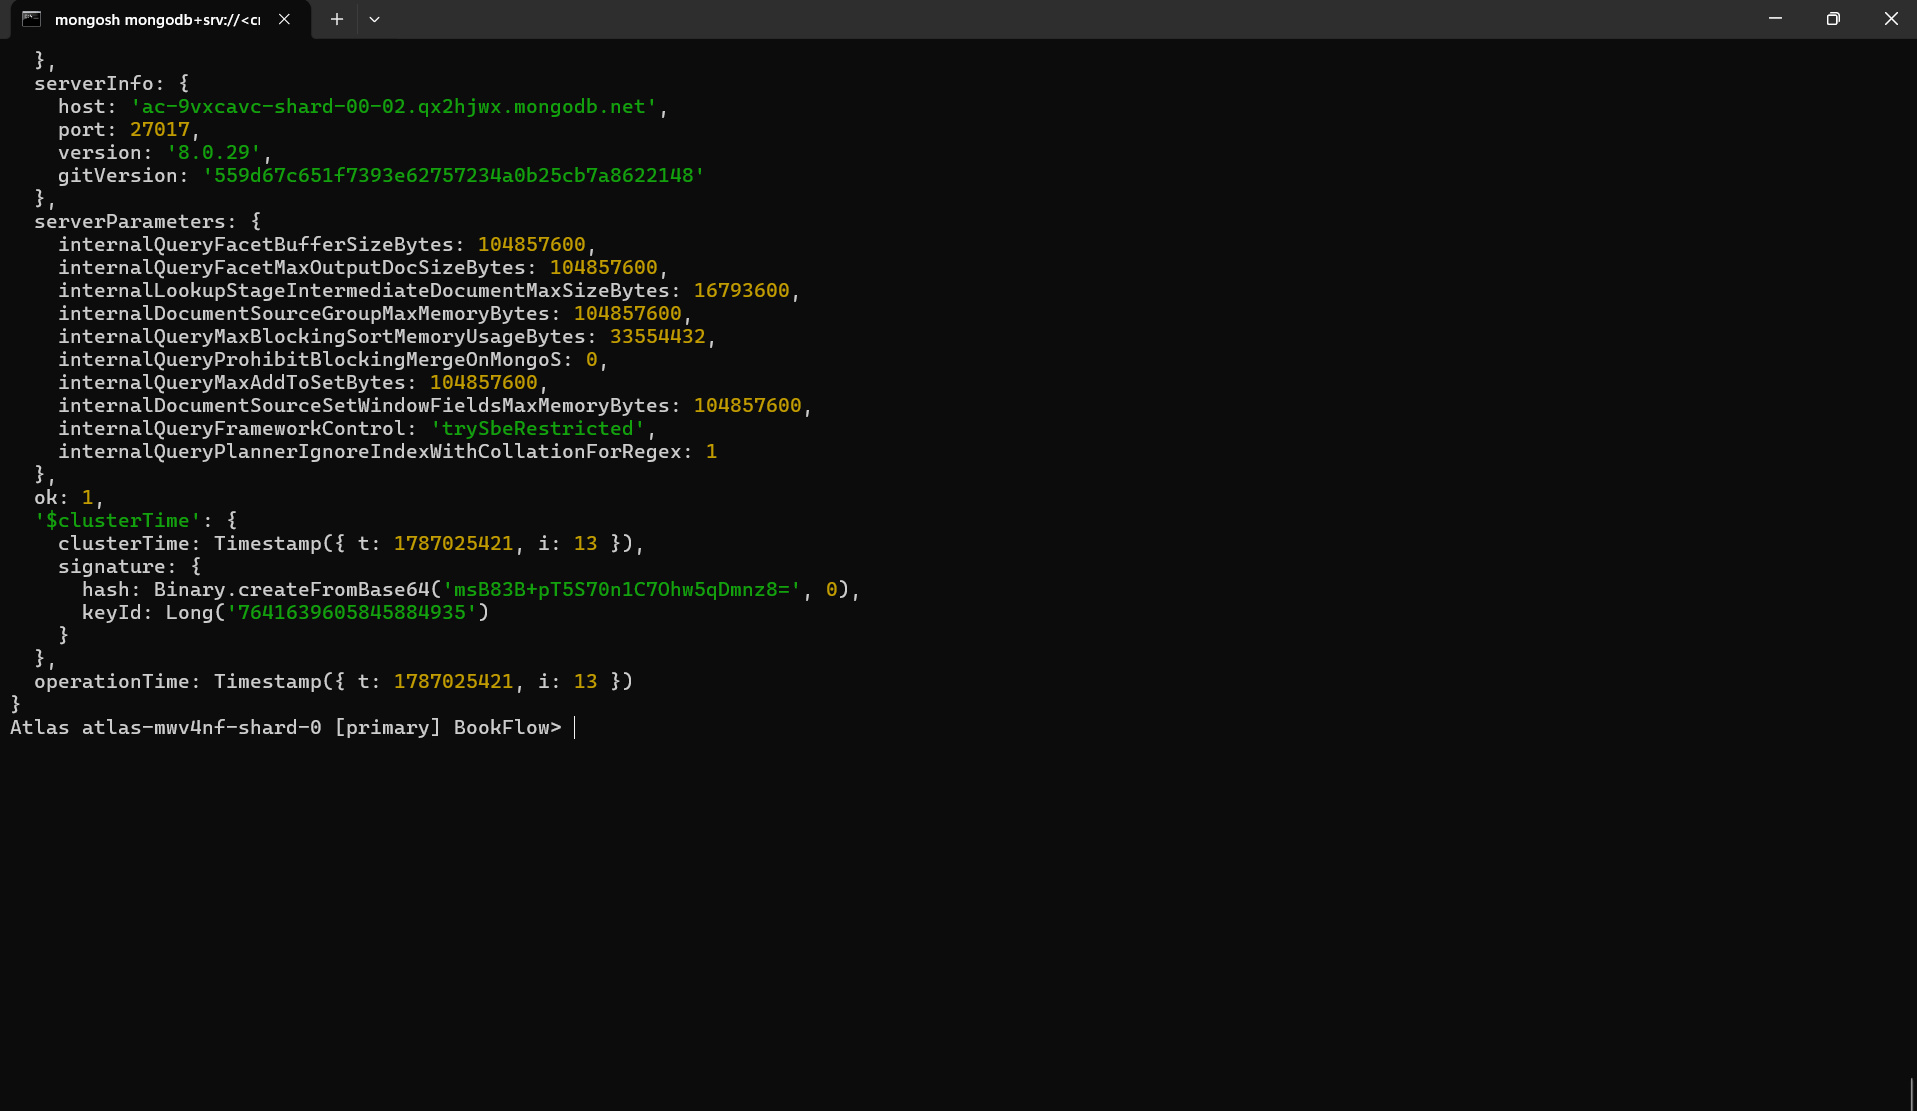 mongosh mongodb+srv://<cr
  },
  serverInfo: {
    host: 'ac-9vxcavc-shard-00-02.qx2hjwx.mongodb.net',
    port: 27017,
    version: '8.0.29',
    gitVersion: '559d67c651f7393e62757234a0b25cb7a8622148'
  },
  serverParameters: {
    internalQueryFacetBufferSizeBytes: 104857600,
    internalQueryFacetMaxOutputDocSizeBytes: 104857600,
    internalLookupStageIntermediateDocumentMaxSizeBytes: 16793600,
    internalDocumentSourceGroupMaxMemoryBytes: 104857600,
    internalQueryMaxBlockingSortMemoryUsageBytes: 33554432,
    internalQueryProhibitBlockingMergeOnMongoS: 0,
    internalQueryMaxAddToSetBytes: 104857600,
    internalDocumentSourceSetWindowFieldsMaxMemoryBytes: 104857600,
    internalQueryFrameworkControl: 'trySbeRestricted',
    internalQueryPlannerIgnoreIndexWithCollationForRegex: 1
  },
  ok: 1,
  '$clusterTime': {
    clusterTime: Timestamp({ t: 1787025421, i: 13 }),
    signature: {
      hash: Binary.createFromBase64('msB83B+pT5S70n1C7Ohw5qDmnz8=', 0),
      keyId: Long('7641639605845884935')
    }
  },
  operationTime: Timestamp({ t: 1787025421, i: 13 })
}
Atlas atlas-mwv4nf-shard-0 [primary] BookFlow>